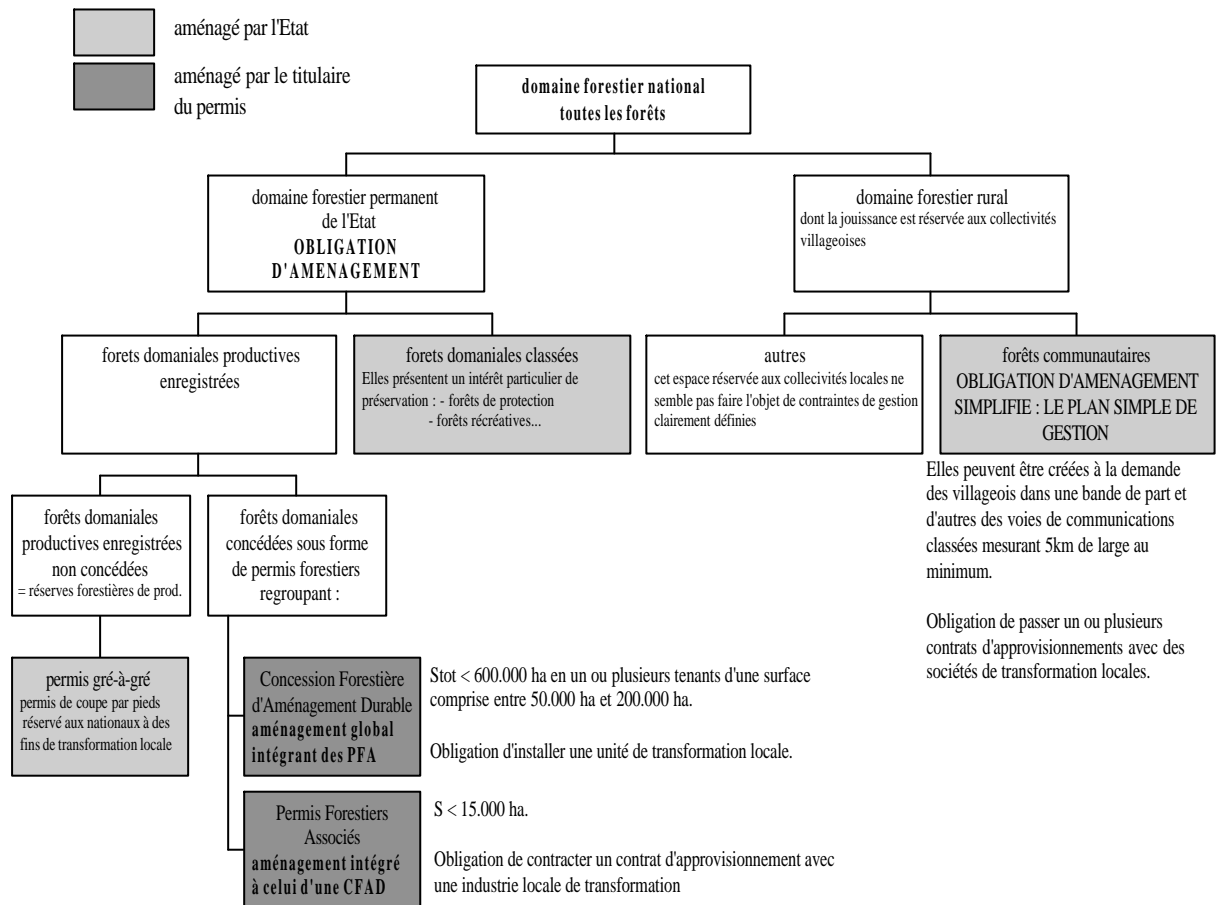 aménagé par l'Etat
aménagé par le titulaire
du permis
domaine forestier national
toutes les forêts
domaine forestier permanent
de l'Etat
OBLIGATION
D'AMENAGEMENT
domaine forestier rural
dont la jouissance est réservée aux collectivités
villageoises
forets domaniales productives
enregistrées
forets domaniales classées
Elles présentent un intérêt particulier de
préservation : - forêts de protection
- forêts récréatives...
autres
cet espace réservée aux collecivités locales ne
semble pas faire l'objet de contraintes de gestion
clairement définies
forêts communautaires
OBLIGATION D'AMENAGEMENT
SIMPLIFIE : LE PLAN SIMPLE DE
GESTION
Elles peuvent être créées à la demande
des villageois dans une bande de part et
d'autres des voies de communications
classées mesurant 5km de large au
minimum.
Obligation de passer un ou plusieurs
contrats d'approvisionnements avec des
sociétés de transformation locales.
forêts domaniales
productives enregistrées
non concédées
= réserves forestières de prod.
forêts domaniales
concédées sous forme
de permis forestiers
regroupant :
permis gré-à-gré
permis de coupe par pieds
réservé aux nationaux à des
fins de transformation locale
Concession Forestière
d'Aménagement Durable
aménagement global
intégrant des PFA
Stot < 600.000 ha en un ou plusieurs tenants d'une surface
comprise entre 50.000 ha et 200.000 ha.
Obligation d'installer une unité de transformation locale.
Permis Forestiers
Associés
aménagement intégré
à celui d'une CFAD
S < 15.000 ha.
Obligation de contracter un contrat d'approvisionnement avec
une industrie locale de transformation